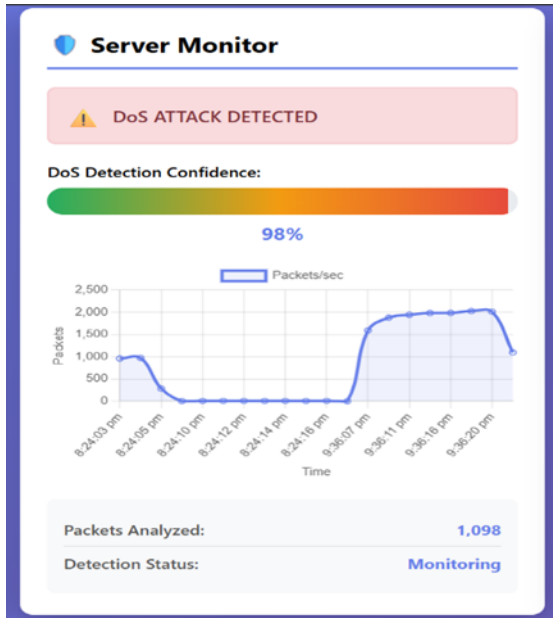 Server Monitor
DoS ATTACK DETECTED
DoS Detection Confidence:
98%
Packets/sec
2,500
2,000
1,500
1,000
500
0
Packets
8:24:03 pm
8:24:05 pm
8:24:10 pm
8:24:12 pm
8:24:14 pm
8:24:16 pm
9:36:07 pm
9:36:11 pm
9:36:16 pm
9:36:20 pm
Time
Packets Analyzed: 1,098
Detection Status: Monitoring